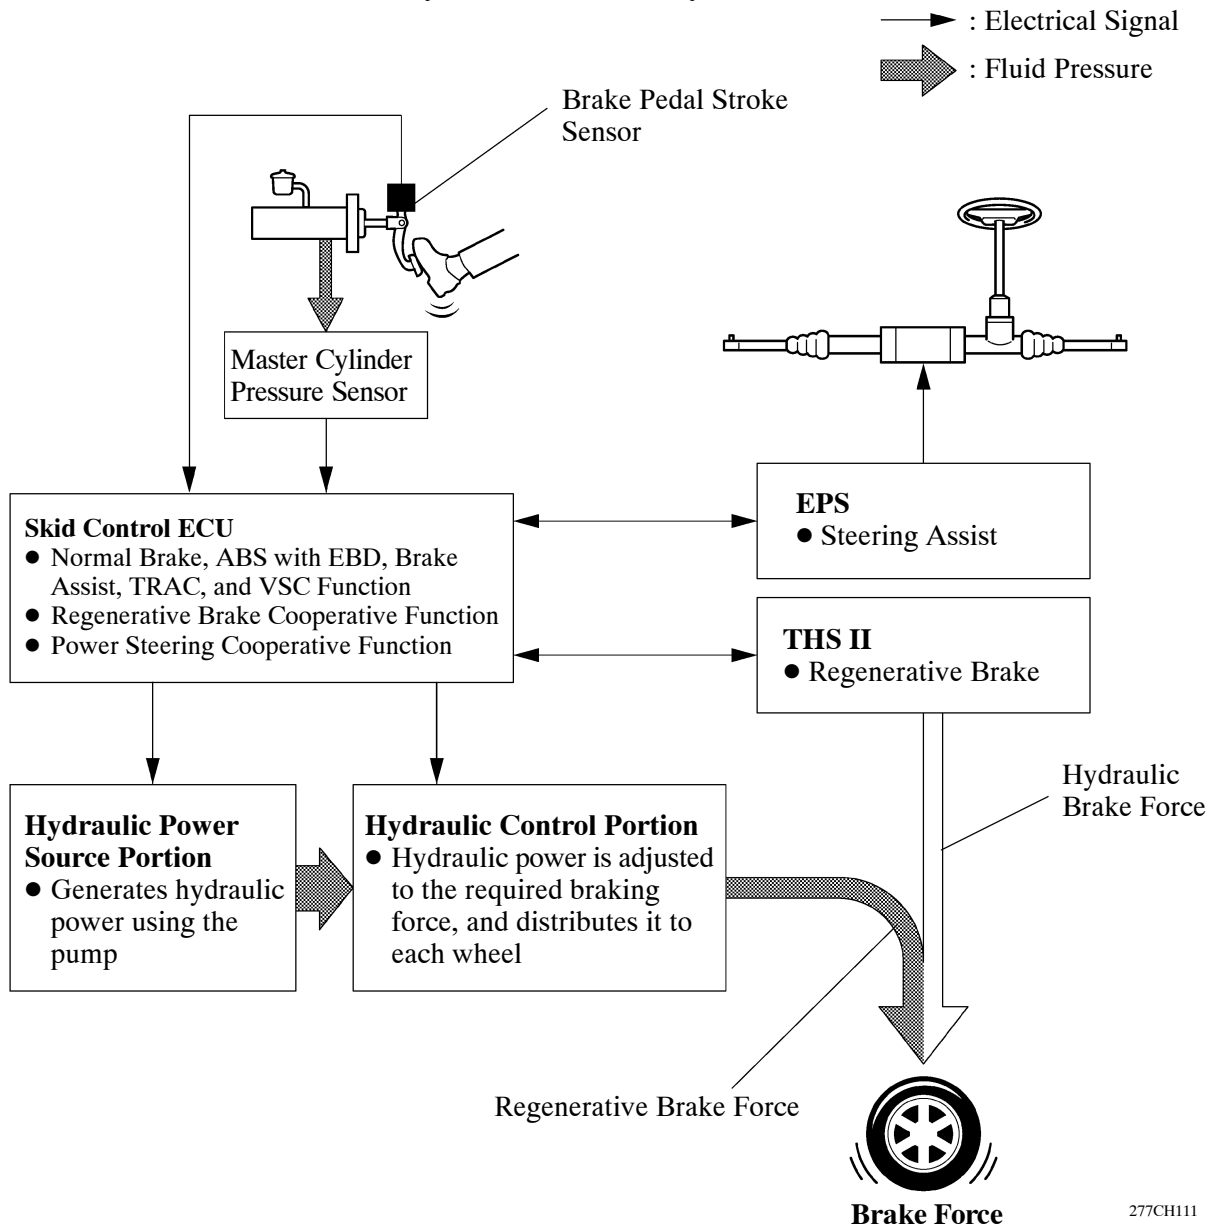 : Electrical Signal
: Fluid Pressure
Brake Pedal Stroke
Sensor
Master Cylinder
Pressure Sensor
Skid Control ECU
● Normal Brake, ABS with EBD, Brake
Assist, TRAC, and VSC Function
● Regenerative Brake Cooperative Function
● Power Steering Cooperative Function
EPS
● Steering Assist
THS II
● Regenerative Brake
Hydraulic Power
Source Portion
● Generates hydraulic
power using the
pump
Hydraulic Control Portion
● Hydraulic power is adjusted
to the required braking
force, and distributes it to
each wheel
Hydraulic
Brake Force
Regenerative Brake Force
Brake Force
277CH111